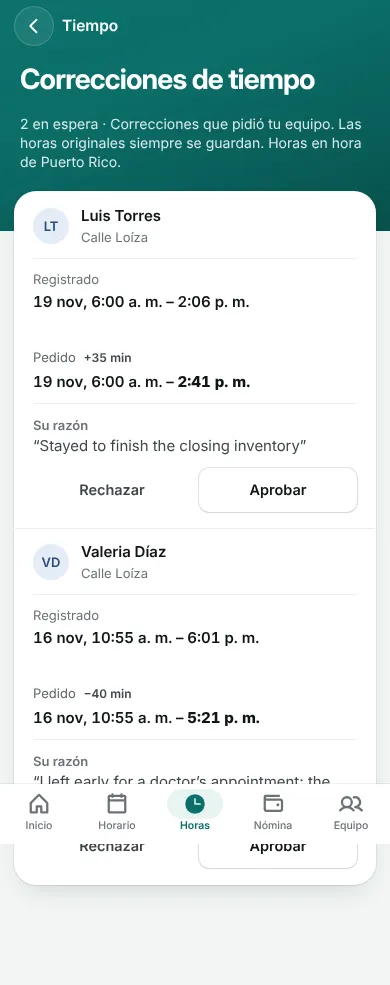 Tiempo
Correcciones de tiempo
2 en espera · Correcciones que pidió tu equipo. Las
horas originales siempre se guardan. Horas en hora
de Puerto Rico.
LT
Luis Torres
Calle Loíza
Registrado
19 nov, 6:00 a. m. – 2:06 p. m.
Pedido +35 min
19 nov, 6:00 a. m. – 2:41 p. m.
Su razón
“Stayed to finish the closing inventory”
Rechazar Aprobar
VD
Valeria Díaz
Calle Loíza
Registrado
16 nov, 10:55 a. m. – 6:01 p. m.
Pedido −40 min
16 nov, 10:55 a. m. – 5:21 p. m.
Su razón
“I left early for a doctor’s appointment; the
Inicio Horario Horas Nómina Equipo
Rechazar Aprobar